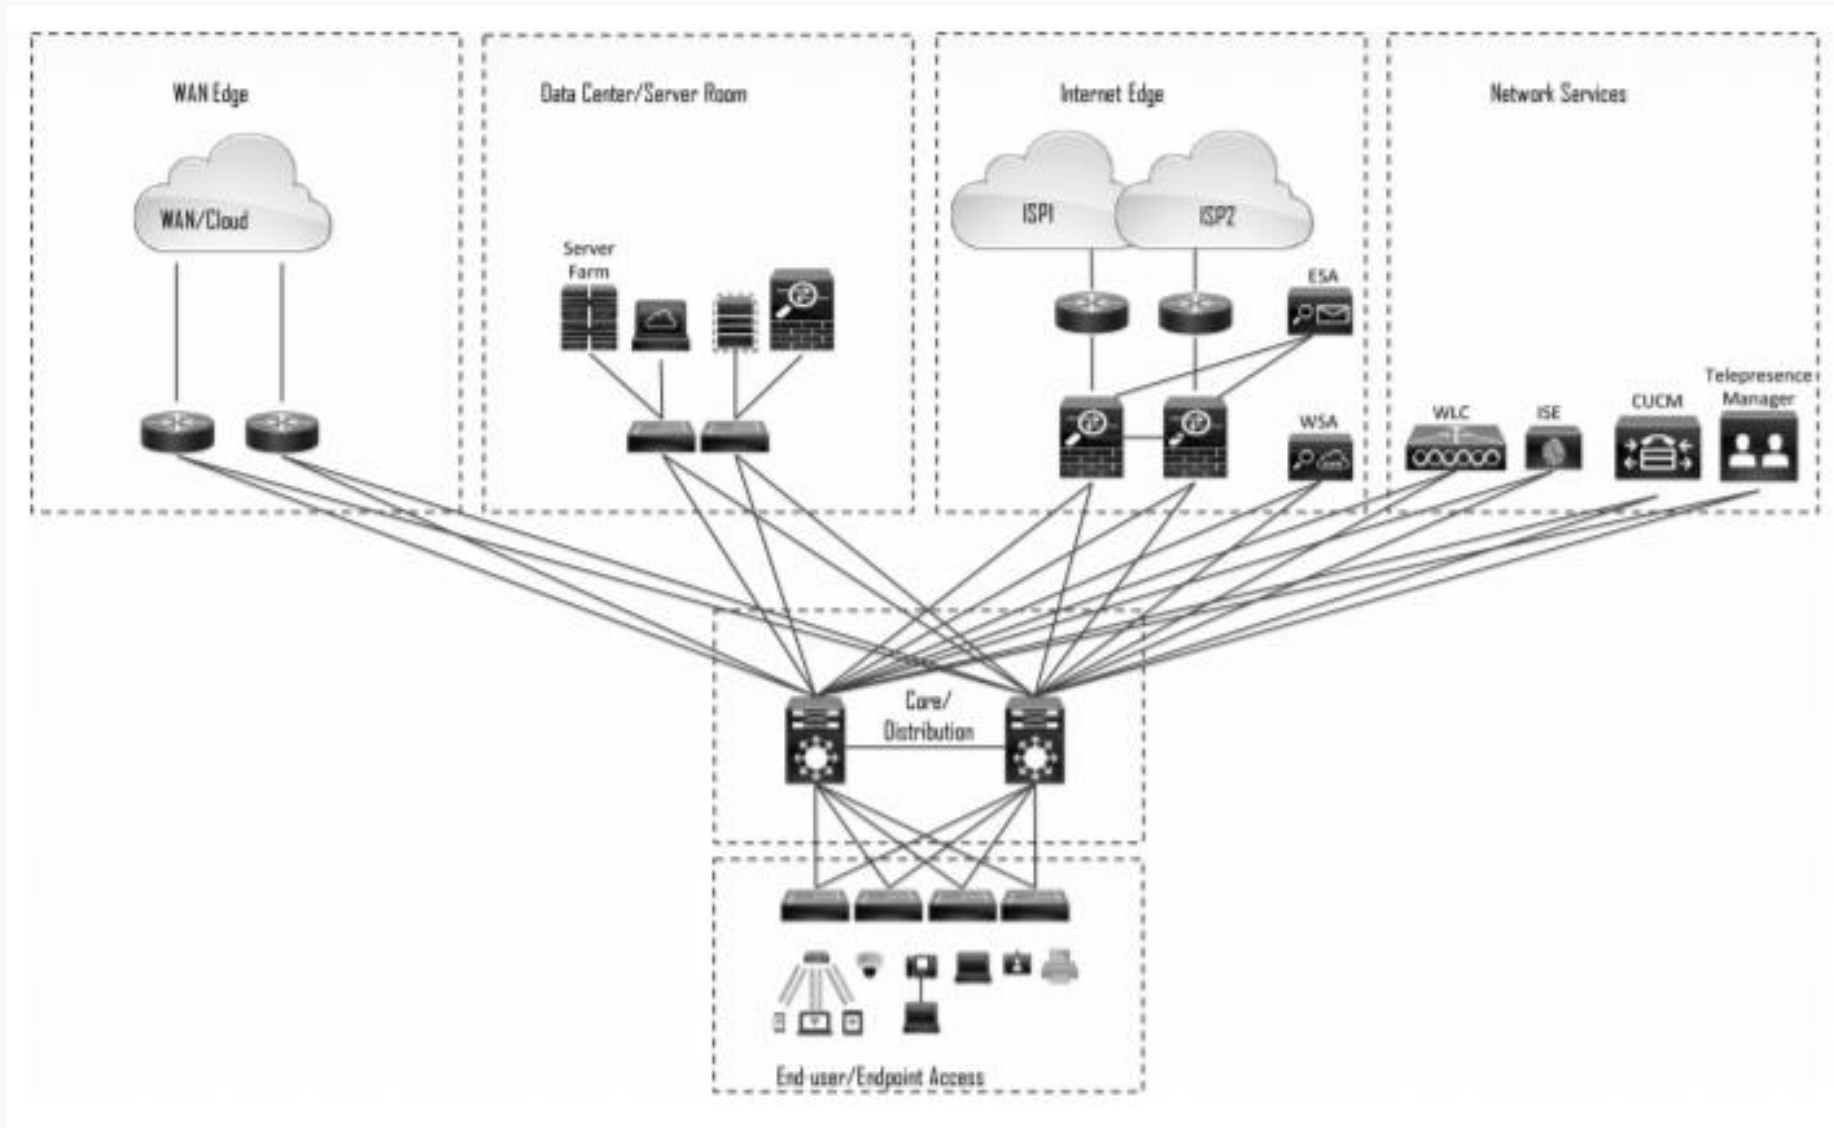 WAN Edge
Data Center/Server Room
Internet Edge
Network Services
WAN/Cloud
ISP1
ISP2
Server
Farm
ESA
WSA
WLC
ISE
CUCM
Telepresence
Manager
Core/
Distribution
End-user/Endpoint Access